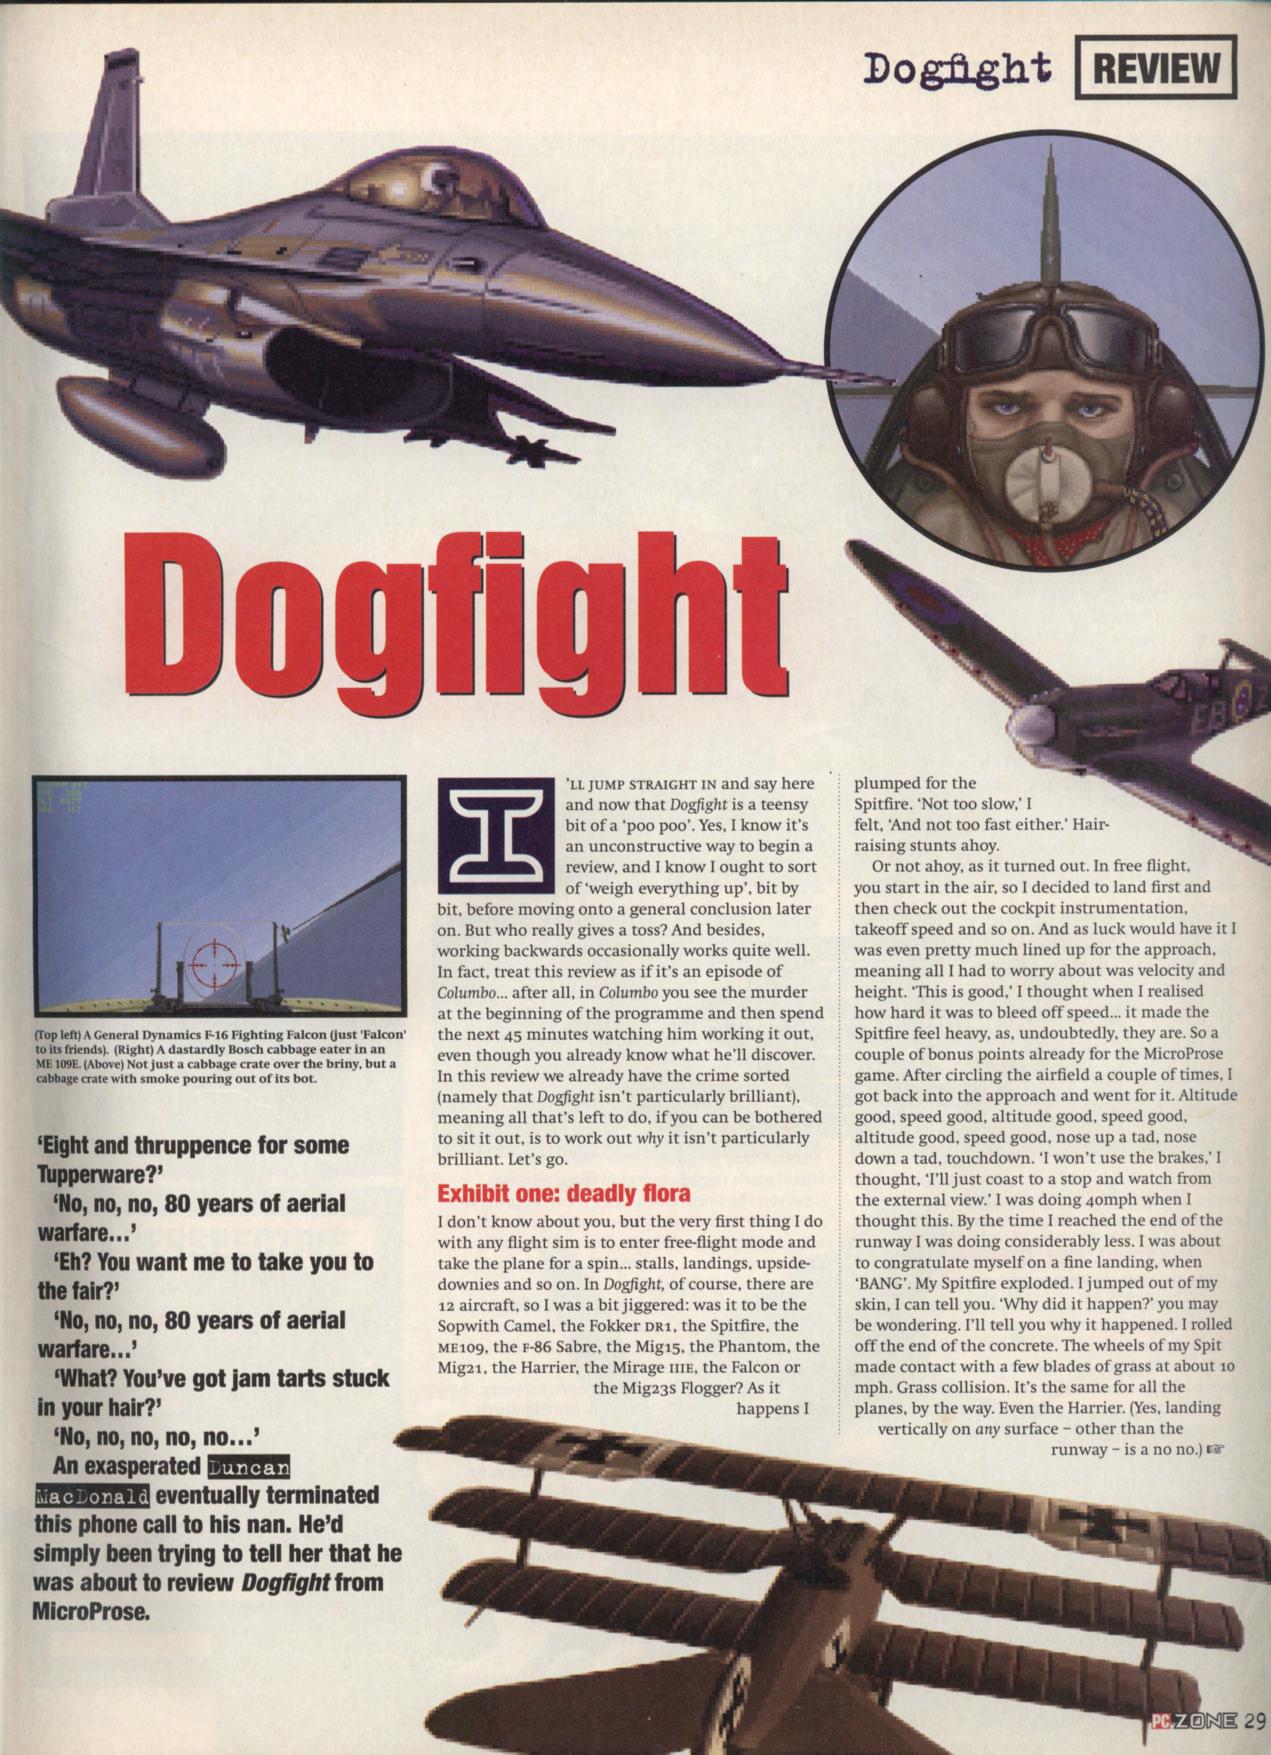 Dogfight REVIEW
Dogfight
(Top left) A General Dynamics F-16 Fighting Falcon (just 'Falcon'
to its friends). (Right) A dastardly Bosch cabbage eater in an
ME 109E. (Above) Not just a cabbage crate over the briny, but a
cabbage crate with smoke pouring out of its bot.
‘Eight and thruppence for some
Tupperware?’
‘No, no, no, 80 years of aerial
warfare...’
‘Eh? You want me to take you to
the fair?’
‘No, no, no, 80 years of aerial
warfare...’
‘What? You’ve got jam tarts stuck
in your hair?’
‘No, no, no, no, no...’
An exasperated Duncan
MacDonald eventually terminated
this phone call to his nan. He’d
simply been trying to tell her that he
was about to review Dogfight from
MicroProse.
I
’LL JUMP STRAIGHT IN and say here
and now that Dogfight is a teensy
bit of a ‘poo poo’. Yes, I know it’s
an unconstructive way to begin a
review, and I know I ought to sort
of ‘weigh everything up’, bit by
bit, before moving onto a general conclusion later
on. But who really gives a toss? And besides,
working backwards occasionally works quite well.
In fact, treat this review as if it’s an episode of
Columbo... after all, in Columbo you see the murder
at the beginning of the programme and then spend
the next 45 minutes watching him working it out,
even though you already know what he’ll discover.
In this review we already have the crime sorted
(namely that Dogfight isn’t particularly brilliant),
meaning all that’s left to do, if you can be bothered
to sit it out, is to work out why it isn’t particularly
brilliant. Let’s go.
Exhibit one: deadly flora
I don’t know about you, but the very first thing I do
with any flight sim is to enter free-flight mode and
take the plane for a spin... stalls, landings, upside-
downies and so on. In Dogfight, of course, there are
12 aircraft, so I was a bit jiggered: was it to be the
Sopwith Camel, the Fokker DR1, the Spitfire, the
ME109, the F-86 Sabre, the Mig15, the Phantom, the
Mig21, the Harrier, the Mirage IIIE, the Falcon or
the Mig23s Flogger? As it
happens I
plumped for the
Spitfire. ‘Not too slow,’ I
felt, ‘And not too fast either.’ Hair-
raising stunts ahoy.
Or not ahoy, as it turned out. In free flight,
you start in the air, so I decided to land first and
then check out the cockpit instrumentation,
takeoff speed and so on. And as luck would have it I
was even pretty much lined up for the approach,
meaning all I had to worry about was velocity and
height. ‘This is good,’ I thought when I realised
how hard it was to bleed off speed... it made the
Spitfire feel heavy, as, undoubtedly, they are. So a
couple of bonus points already for the MicroProse
game. After circling the airfield a couple of times, I
got back into the approach and went for it. Altitude
good, speed good, altitude good, speed good,
altitude good, speed good, nose up a tad, nose
down a tad, touchdown. ‘I won’t use the brakes,’ I
thought, ‘I’ll just coast to a stop and watch from
the external view.’ I was doing 40mph when I
thought this. By the time I reached the end of the
runway I was doing considerably less. I was about
to congratulate myself on a fine landing, when
‘BANG’. My Spitfire exploded. I jumped out of my
skin, I can tell you. ‘Why did it happen?’ you may
be wondering. I’ll tell you why it happened. I rolled
off the end of the concrete. The wheels of my Spit
made contact with a few blades of grass at about 10
mph. Grass collision. It’s the same for all the
planes, by the way. Even the Harrier. (Yes, landing
vertically on any surface – other than the
runway – is a no no.) ☞
PC ZONE 29